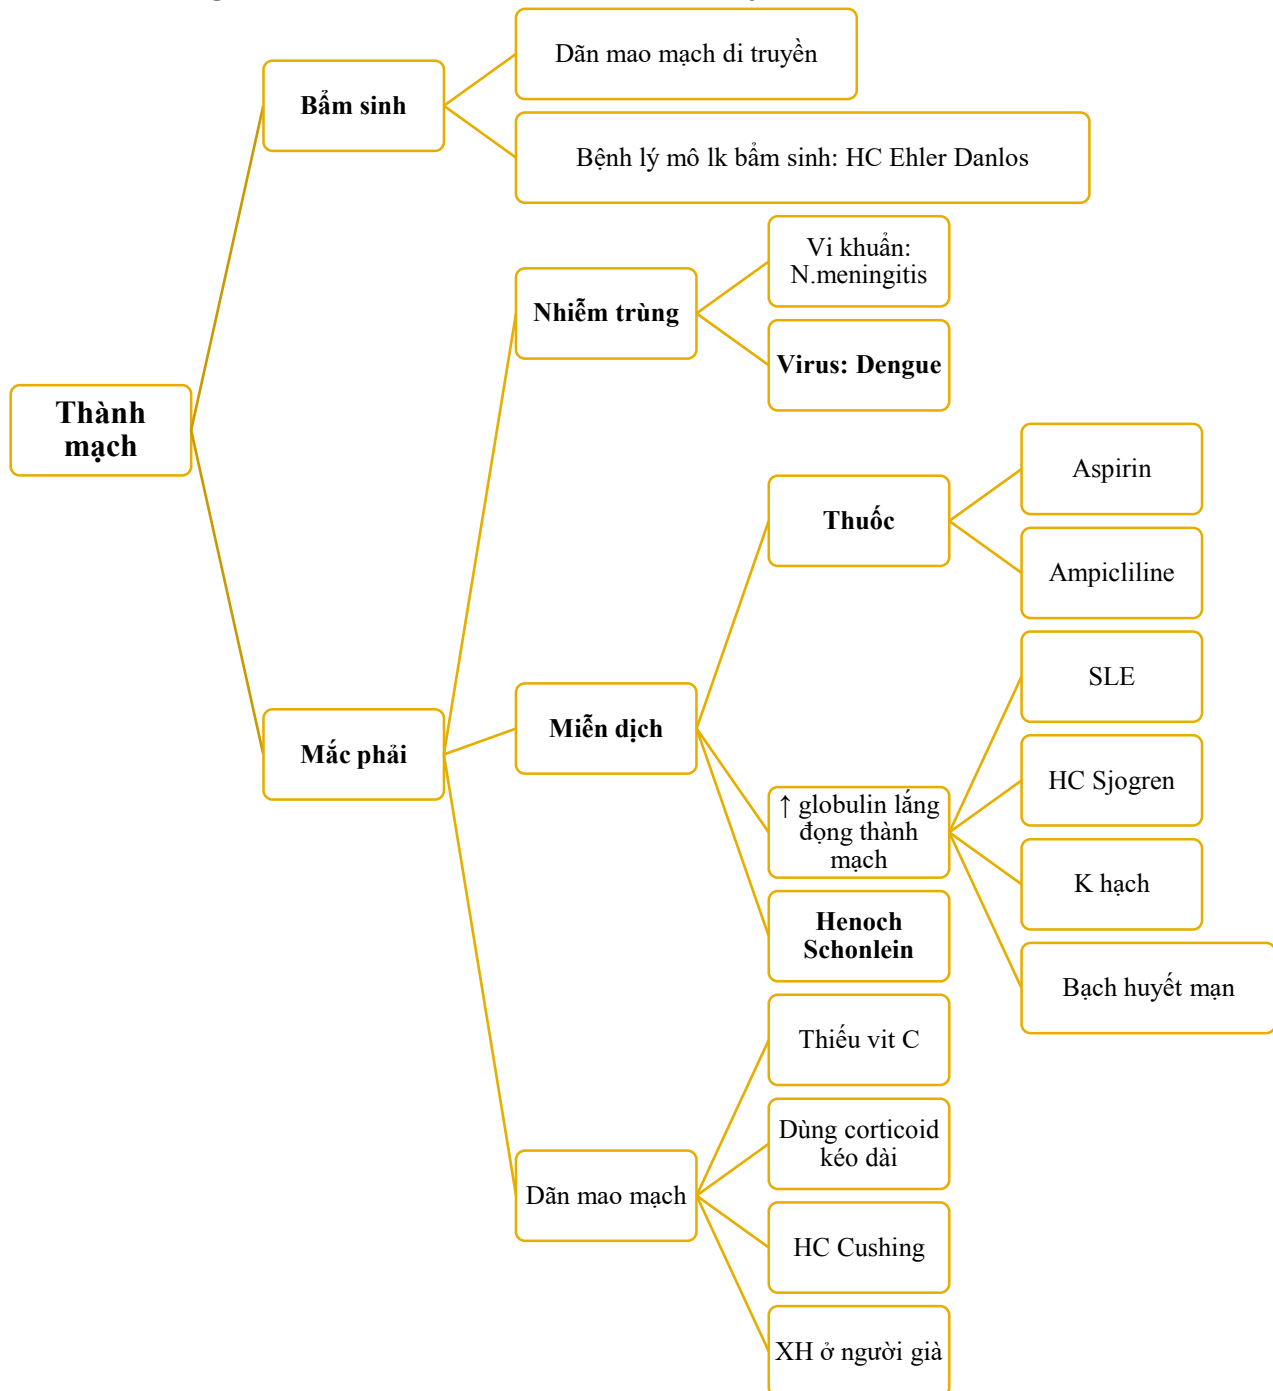 Dãn mao mạch di truyền
Bẩm sinh
Bệnh lý mô lk bẩm sinh: HC Ehler Danlos
Vi khuẩn:
N.meningitis
Nhiễm trùng
Virus: Dengue
Thành
mạch
Aspirin
Thuốc
Ampicliline
SLE
Miễn dịch
Mắc phải
HC Sjogren
↑ globulin lắng
đọng thành
mạch
K hạch
Henoch
Schonlein
Bạch huyết mạn
Thiếu vit C
Dùng corticoid
kéo dài
Dãn mao mạch
HC Cushing
XH ở người già